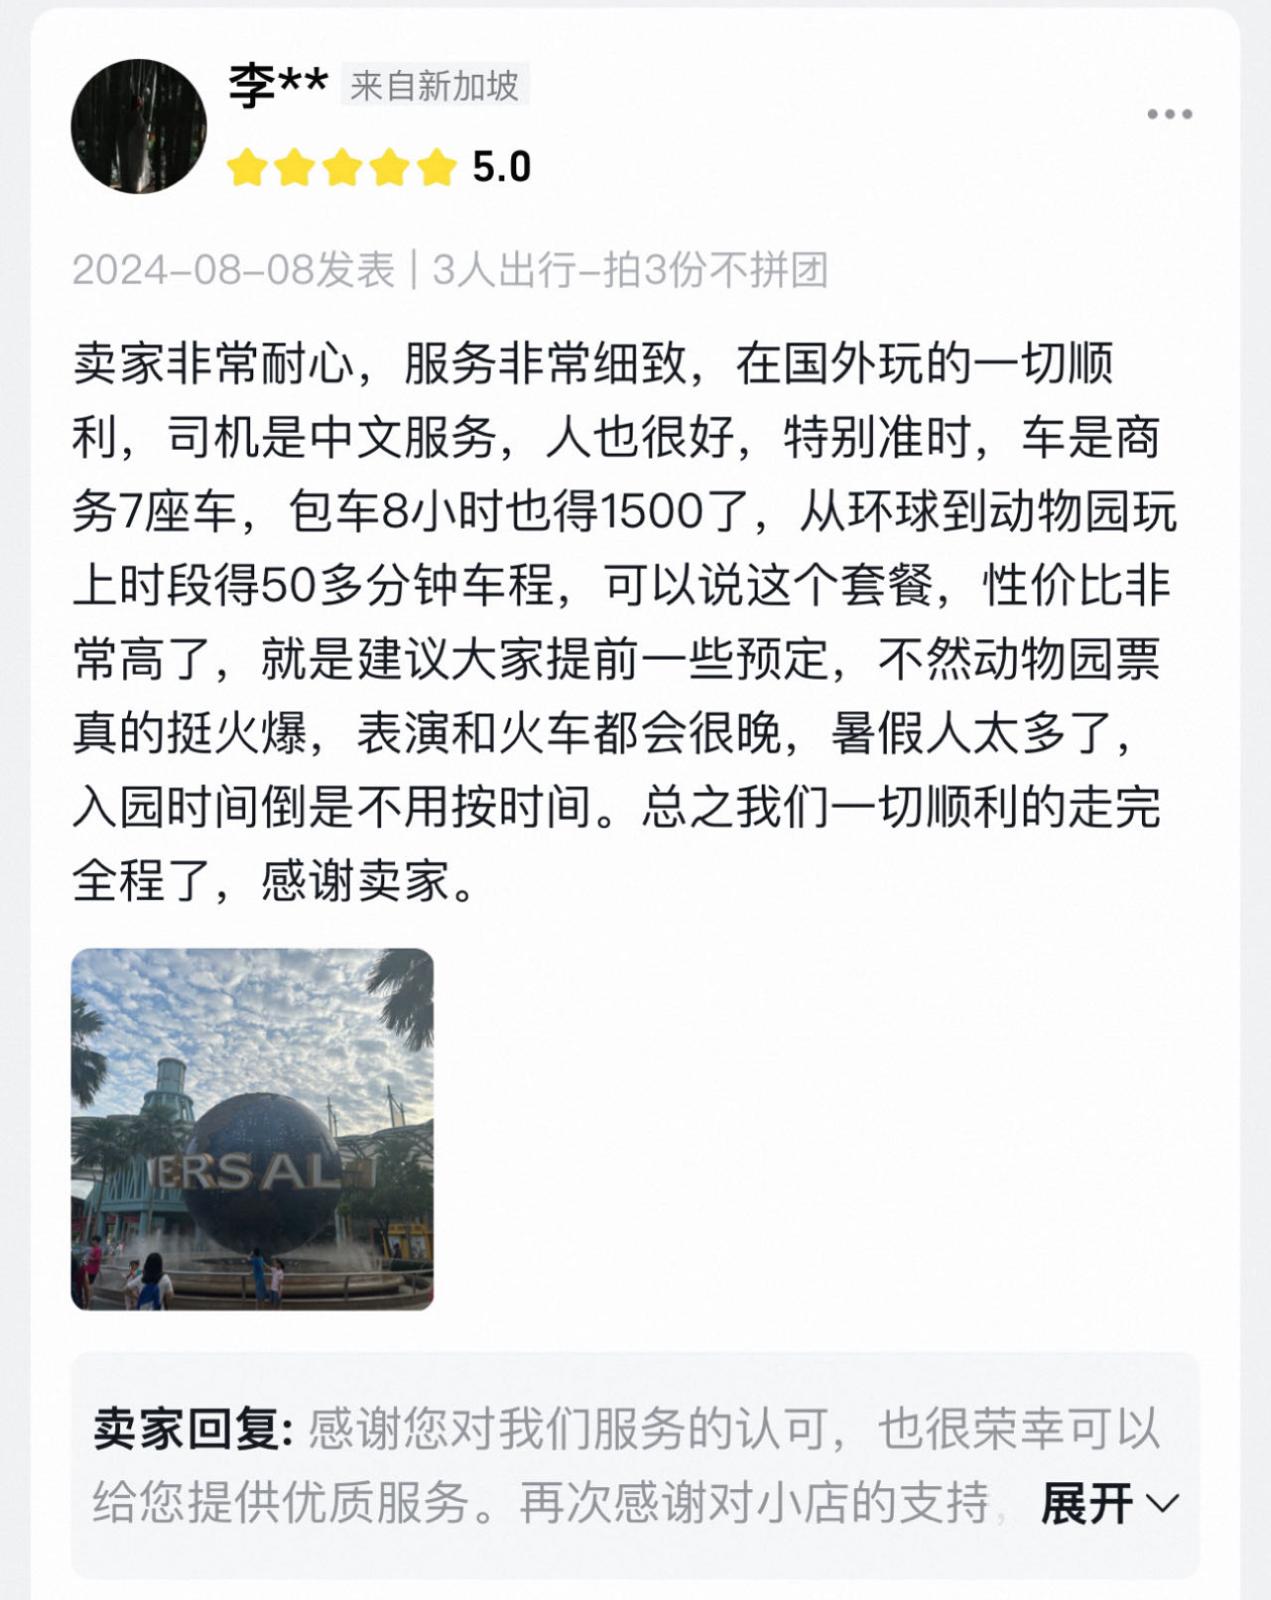 李** 来自新加坡
5.0
2024-08-08发表 | 3人出行-拍3份不拼团
卖家非常耐心，服务非常细致，在国外玩的一切顺
利，司机是中文服务，人也很好，特别准时，车是商
务7座车，包车8小时也得1500了，从环球到动物园玩
上时段得50多分钟车程，可以说这个套餐，性价比非
常高了，就是建议大家提前一些预定，不然动物园票
真的挺火爆，表演和火车都会很晚，暑假人太多了，
入园时间倒是不用按时间。总之我们一切顺利的走完
全程了，感谢卖家。
ERSAL
卖家回复: 感谢您对我们服务的认可，也很荣幸可以
给您提供优质服务。再次感谢对小店的支持， 展开